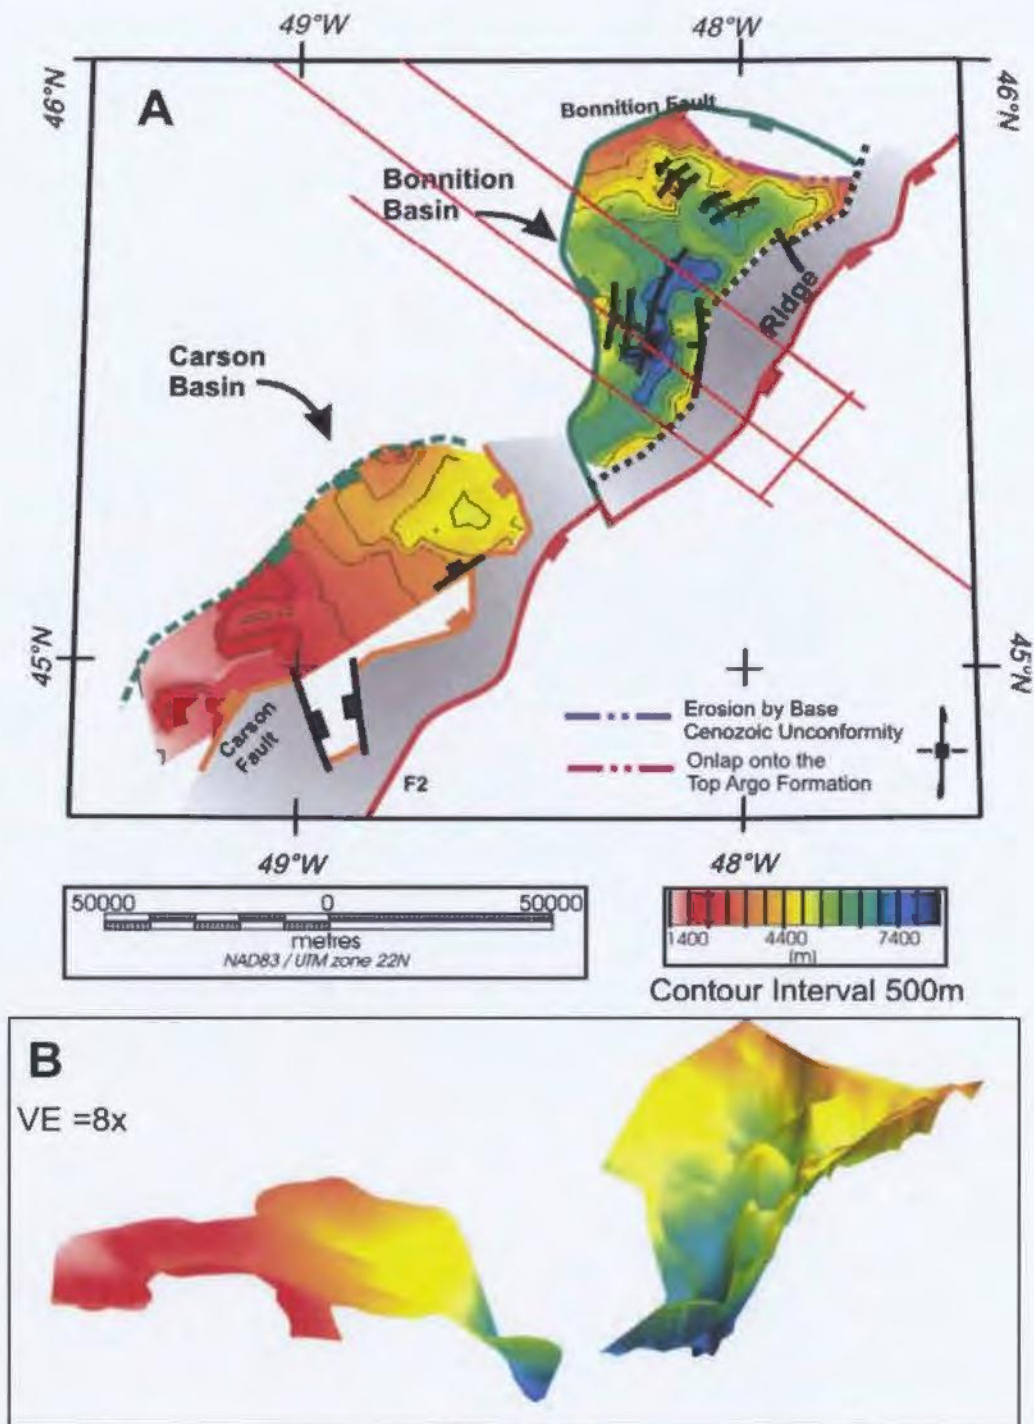 49°W 48°W
46°N
46°N
A
Bonnition Fault
Bonnition
Basin
Ridge
Carson
Basin
45°N
45°N
Carson
Fault
F2
Erosion by Base
Cenozoic Unconformity
Onlap onto the
Top Argo Formation
49°W 48°W
50000 0 50000
metres
NAD83 / UTM zone 22N
1400 4400 7400
(m)
Contour Interval 500m
B
VE =8x